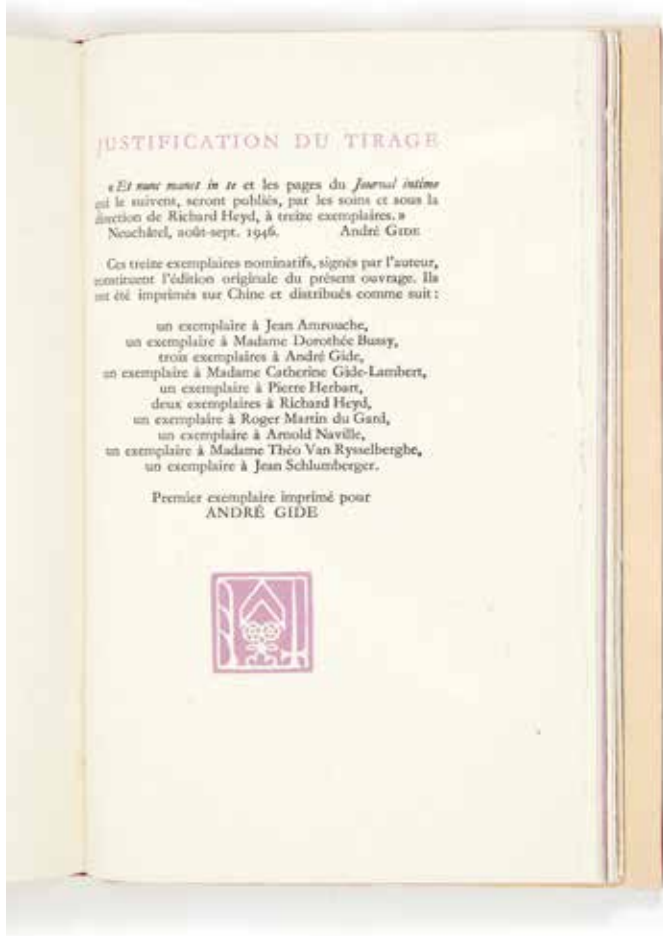 JUSTIFICATION DU TIRAGE
« Et nunc manet in te et les pages du Journal intime
qui le suivent, seront publiés, par les soins et sous la
direction de Richard Heyd, à treize exemplaires. »
Neuchâtel, août-sept. 1946. André GIDE
Ces treize exemplaires nominatifs, signés par l'auteur,
constituent l'édition originale du présent ouvrage. Ils
ont été imprimés sur Chine et distribués comme suit :
un exemplaire à Jean Amrouche,
un exemplaire à Madame Dorothée Bussy,
trois exemplaires à André Gide,
un exemplaire à Madame Catherine Gide-Lambert,
un exemplaire à Pierre Herbart,
deux exemplaires à Richard Heyd,
un exemplaire à Roger Martin du Gard,
un exemplaire à Arnold Naville,
un exemplaire à Madame Théo Van Rysselberghe,
un exemplaire à Jean Schlumberger.
Premier exemplaire imprimé pour
ANDRÉ GIDE